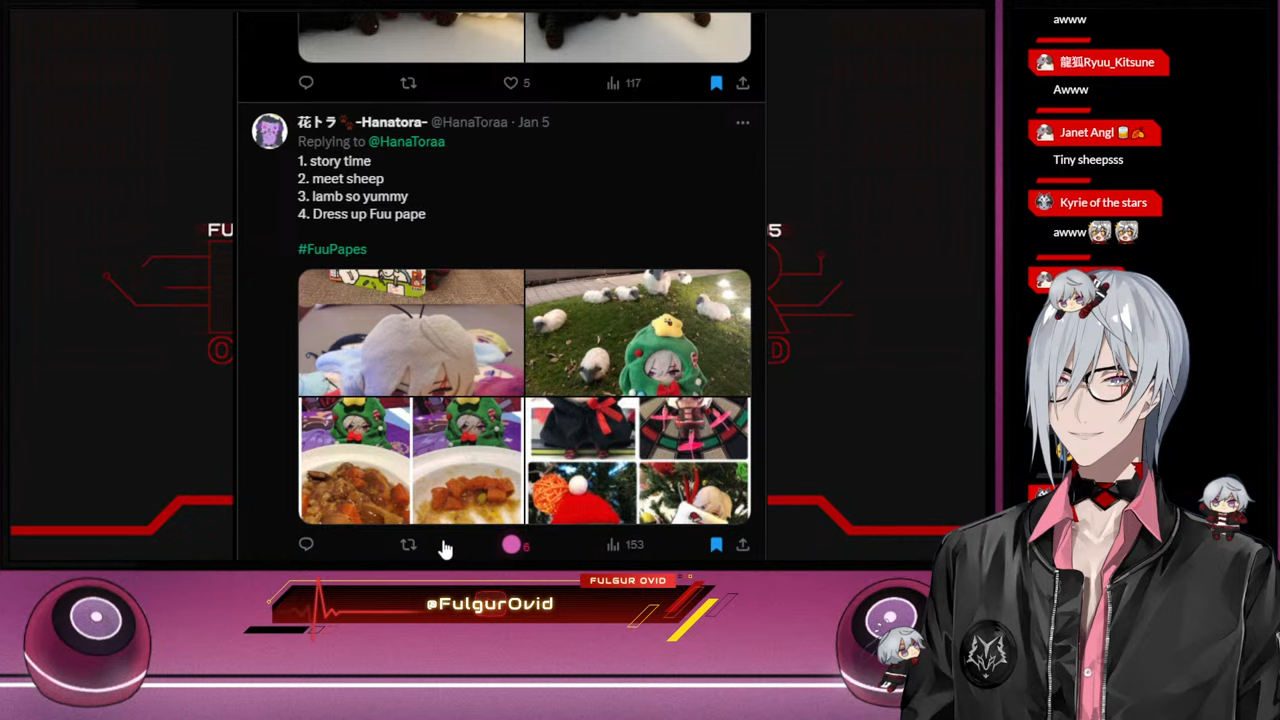 5
117
花トラ🐾 -Hanatora- @HanaToraa · Jan 5
Replying to @HanaToraa
1. story time
2. meet sheep
3. lamb so yummy
4. Dress up Fuu pape
#FuuPapes
6
153
FU
5
O
D
FULGUR OVID
@FulgurOvid
awww
龍狐Ryuu_Kitsune
Awww
Janet Angl 🥫🍂
Tiny sheepsss
Kyrie of the stars
awww